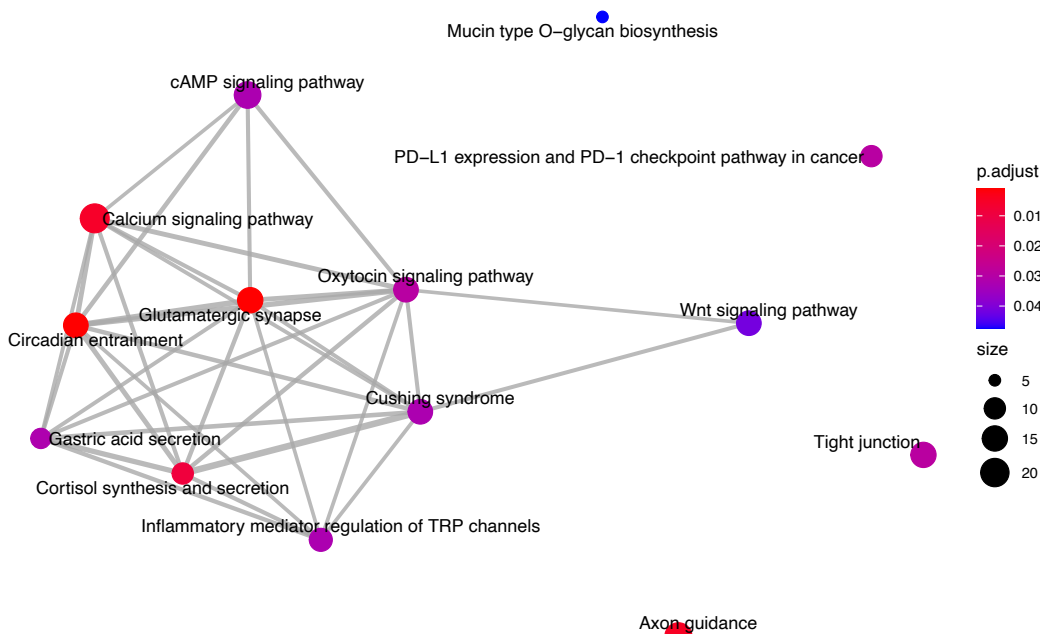 Mucin type O−glycan biosynthesis
cAMP signaling pathway
PD−L1 expression and PD−1 checkpoint pathway in cancer
p.adjust
0.01
0.02
0.03
0.04
Calcium signaling pathway
Oxytocin signaling pathway
Glutamatergic synapse
Wnt signaling pathway
Circadian entrainment
size
5
10
15
20
Cushing syndrome
Gastric acid secretion
Tight junction
Cortisol synthesis and secretion
Inflammatory mediator regulation of TRP channels
Axon guidance